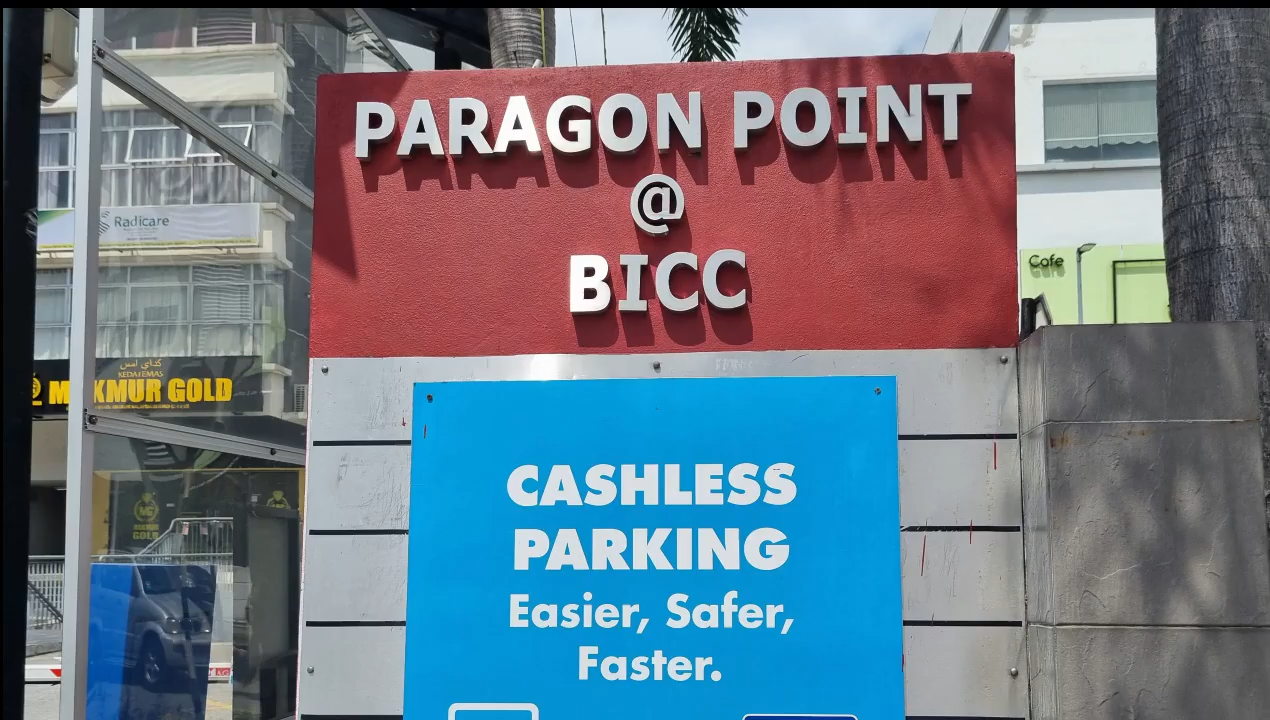 PARAGON POINT
@
BICC
CASHLESS
PARKING
Easier, Safer,
Faster.
Radicare
كداي امس
KEDAI EMAS
MAKMUR GOLD
Cafe